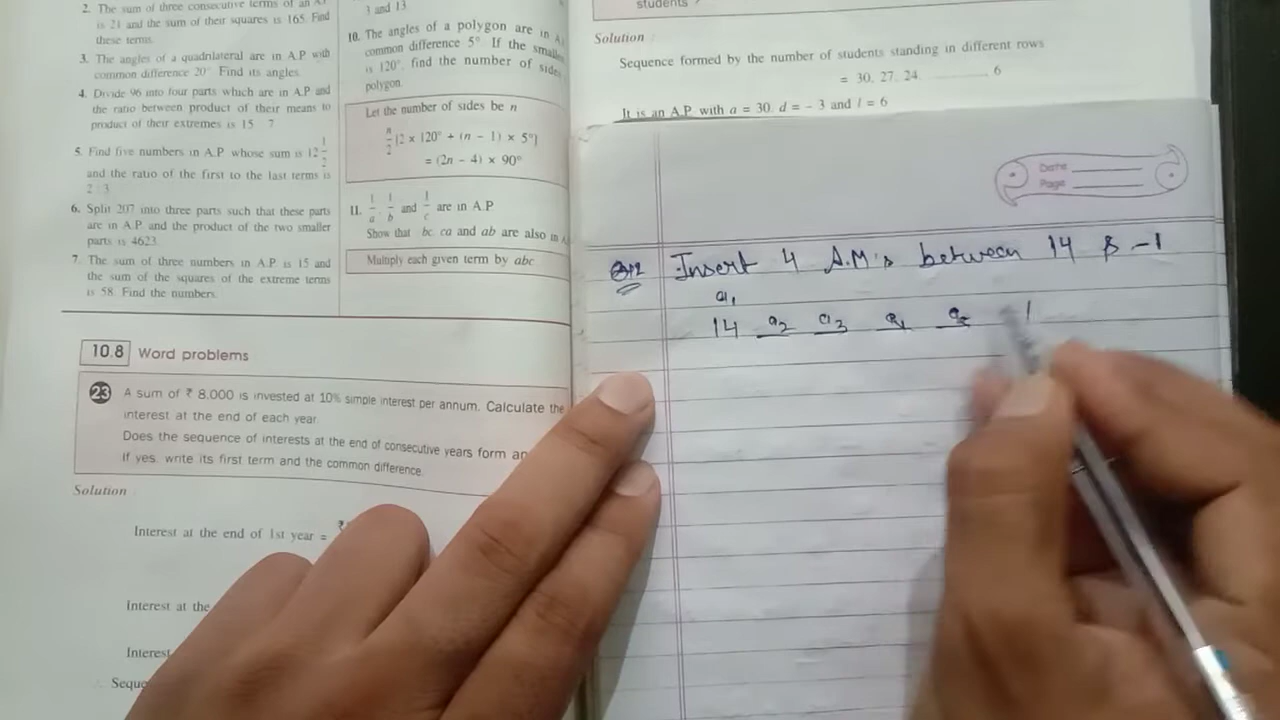 2. The sum of three consecutive terms of an
is 21 and the sum of their squares is 165. Find
these terms.
3. The angles of a quadrilateral are in A.P. with
common difference 20°. Find its angles.
4. Divide 96 into four parts which are in A.P and
the ratio between product of their means to
product of their extremes is 15 7
5. Find five numbers in A.P whose sum is 12 1/2
and the ratio of the first to the last terms is
2 : 3
6. Split 207 into three parts such that these parts
are in A.P and the product of the two smaller
parts is 4623.
7. The sum of three numbers in A.P. is 15 and
the sum of the squares of the extreme terms
is 58. Find the numbers.
3 and 13
10. The angles of a polygon are in
common difference 5°. If the
is 120°, find the number of sides
polygon.
Let the number of sides be n
n/2 [2 × 120° + (n − 1) × 5°]
= (2n − 4) × 90°
11. 1/a, 1/b and 1/c are in A.P
Show that bc, ca and ab are also in
Multiply each given term by abc
10.8 Word problems
23 A sum of ₹ 8,000 is invested at 10% simple interest per annum. Calculate the
interest at the end of each year.
Does the sequence of interests at the end of consecutive years form an
If yes. write its first term and the common difference.
Solution
Interest at the end of 1st year = ₹
Interest at the
Interest
students
Solution
Sequence formed by the number of students standing in different rows
= 30, 27, 24, .............. 6
It is an A.P. with a = 30, d = − 3 and l = 6
Date
Page
Insert 4 A.M's between 14 & -1
a1
14 a2 a3 a4 a5